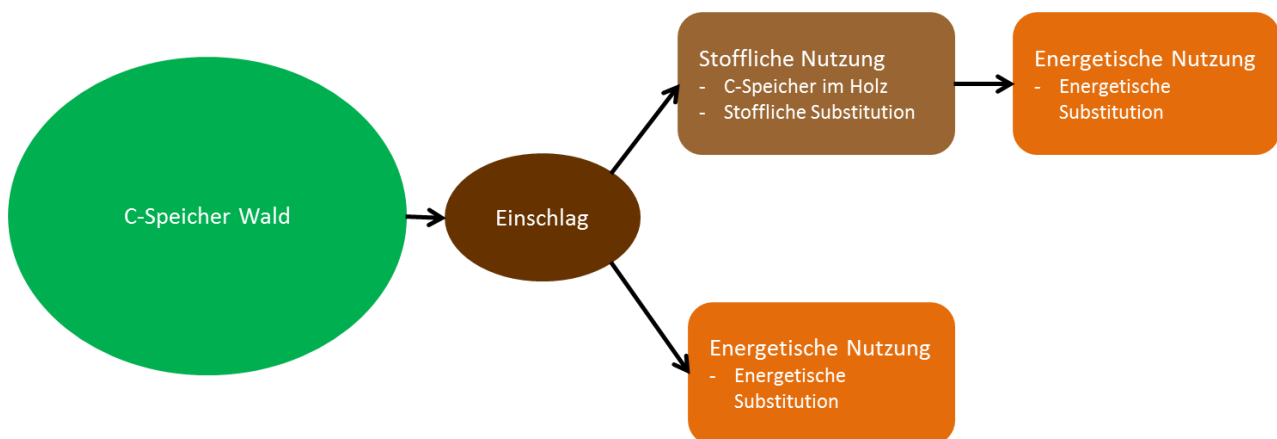 C-Speicher Wald
Einschlag
Stoffliche Nutzung
- C-Speicher im Holz
- Stoffliche Substitution
Energetische Nutzung
- Energetische
Substitution
Energetische Nutzung
- Energetische
Substitution